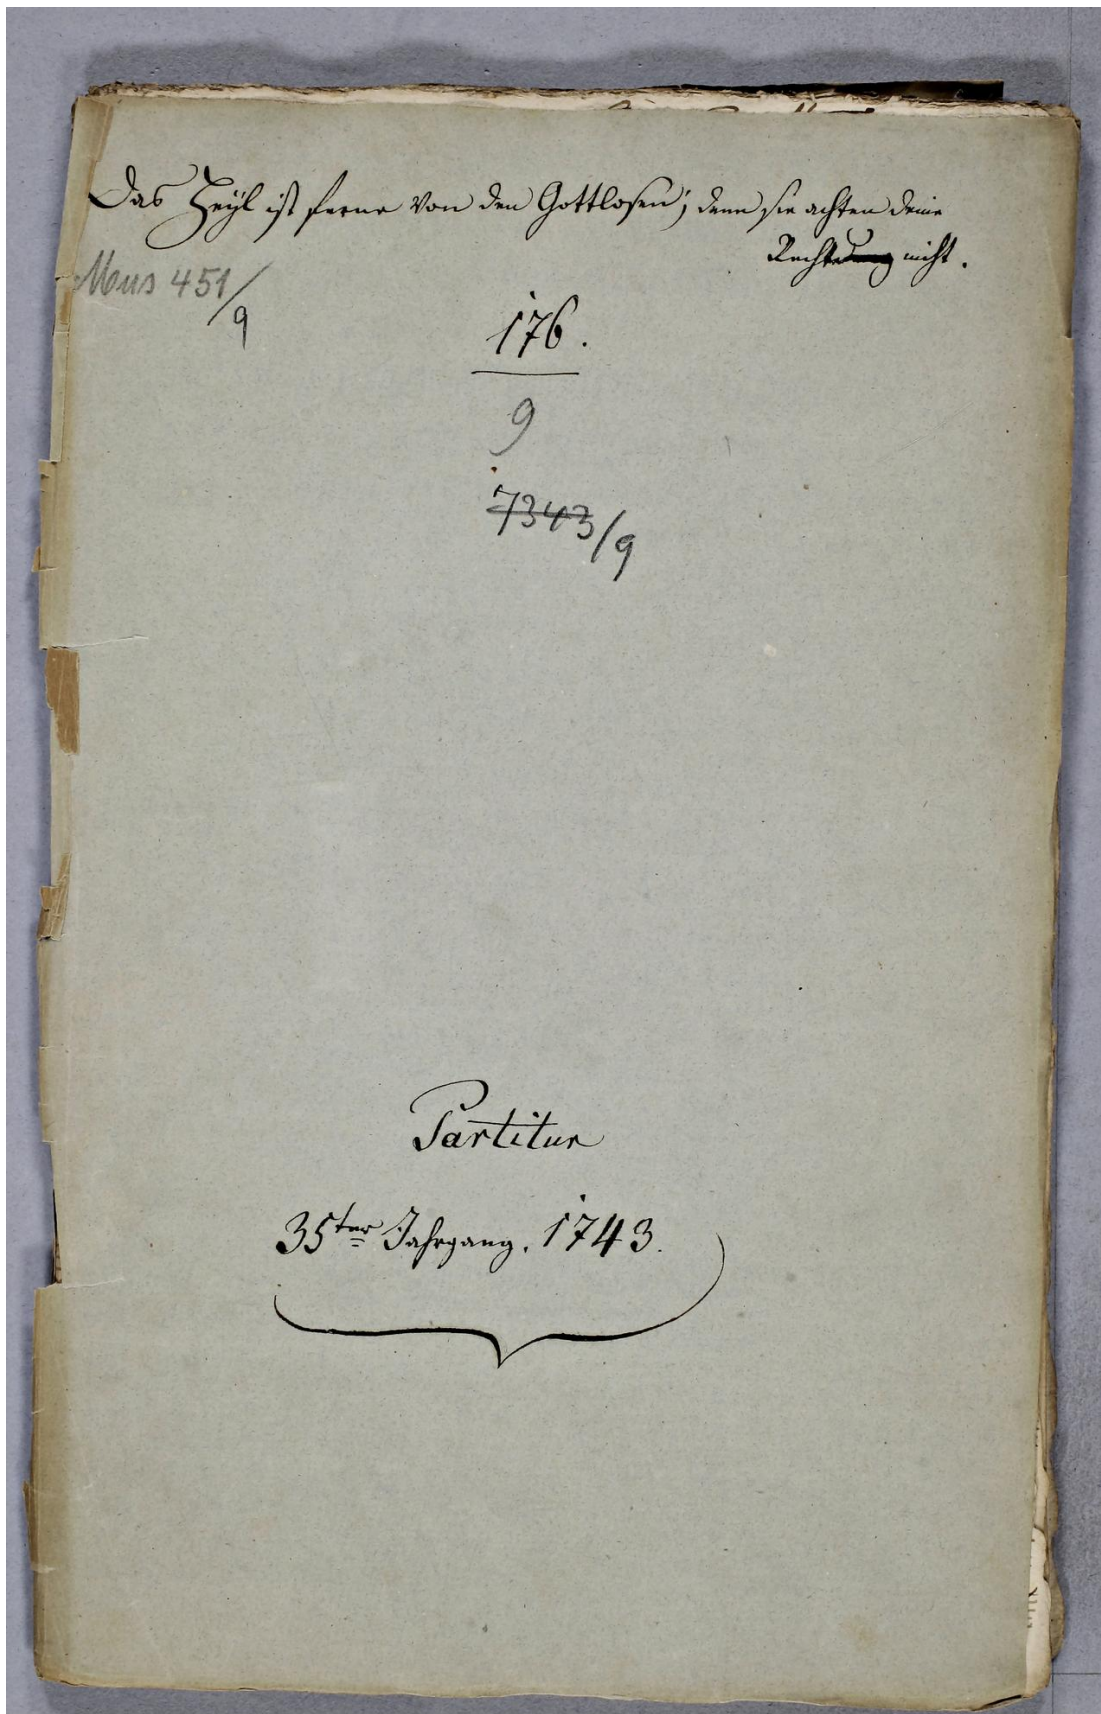 Das Heÿl ist ferne von den Gottlosen; denn sie achten deine
Rechte nicht.
Mus 451/9
176.
9
7343/9
Partitur
35ter Jahrgang. 1743.